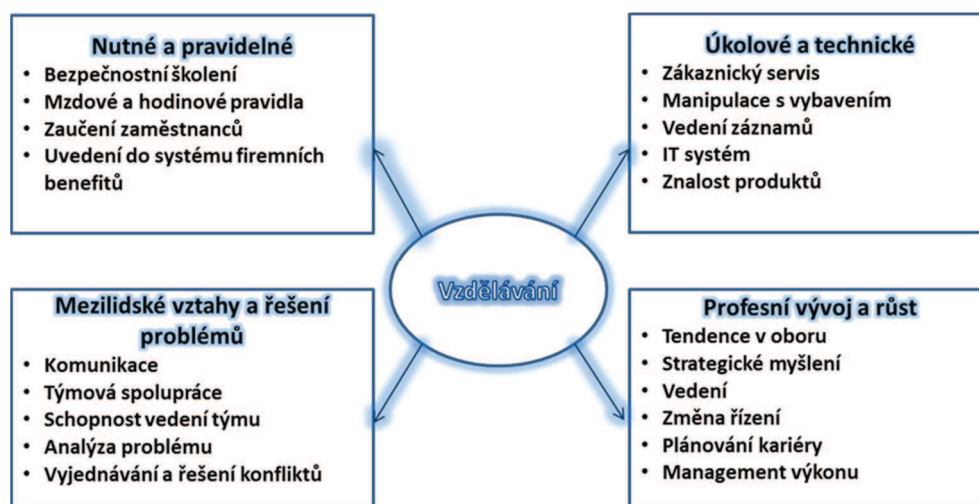 Nutné a pravidelné
• Bezpečnostní školení
• Mzdové a hodinové pravidla
• Zaučení zaměstnanců
• Uvedení do systému firemních
benefitů
Úkolové a technické
• Zákaznický servis
• Manipulace s vybavením
• Vedení záznamů
• IT systém
• Znalost produktů
Vzdělávání
Mezilidské vztahy a řešení
problémů
• Komunikace
• Týmová spolupráce
• Schopnost vedení týmu
• Analýza problému
• Vyjednávání a řešení konfliktů
Profesní vývoj a růst
• Tendence v oboru
• Strategické myšlení
• Vedení
• Změna řízení
• Plánování kariéry
• Management výkonu